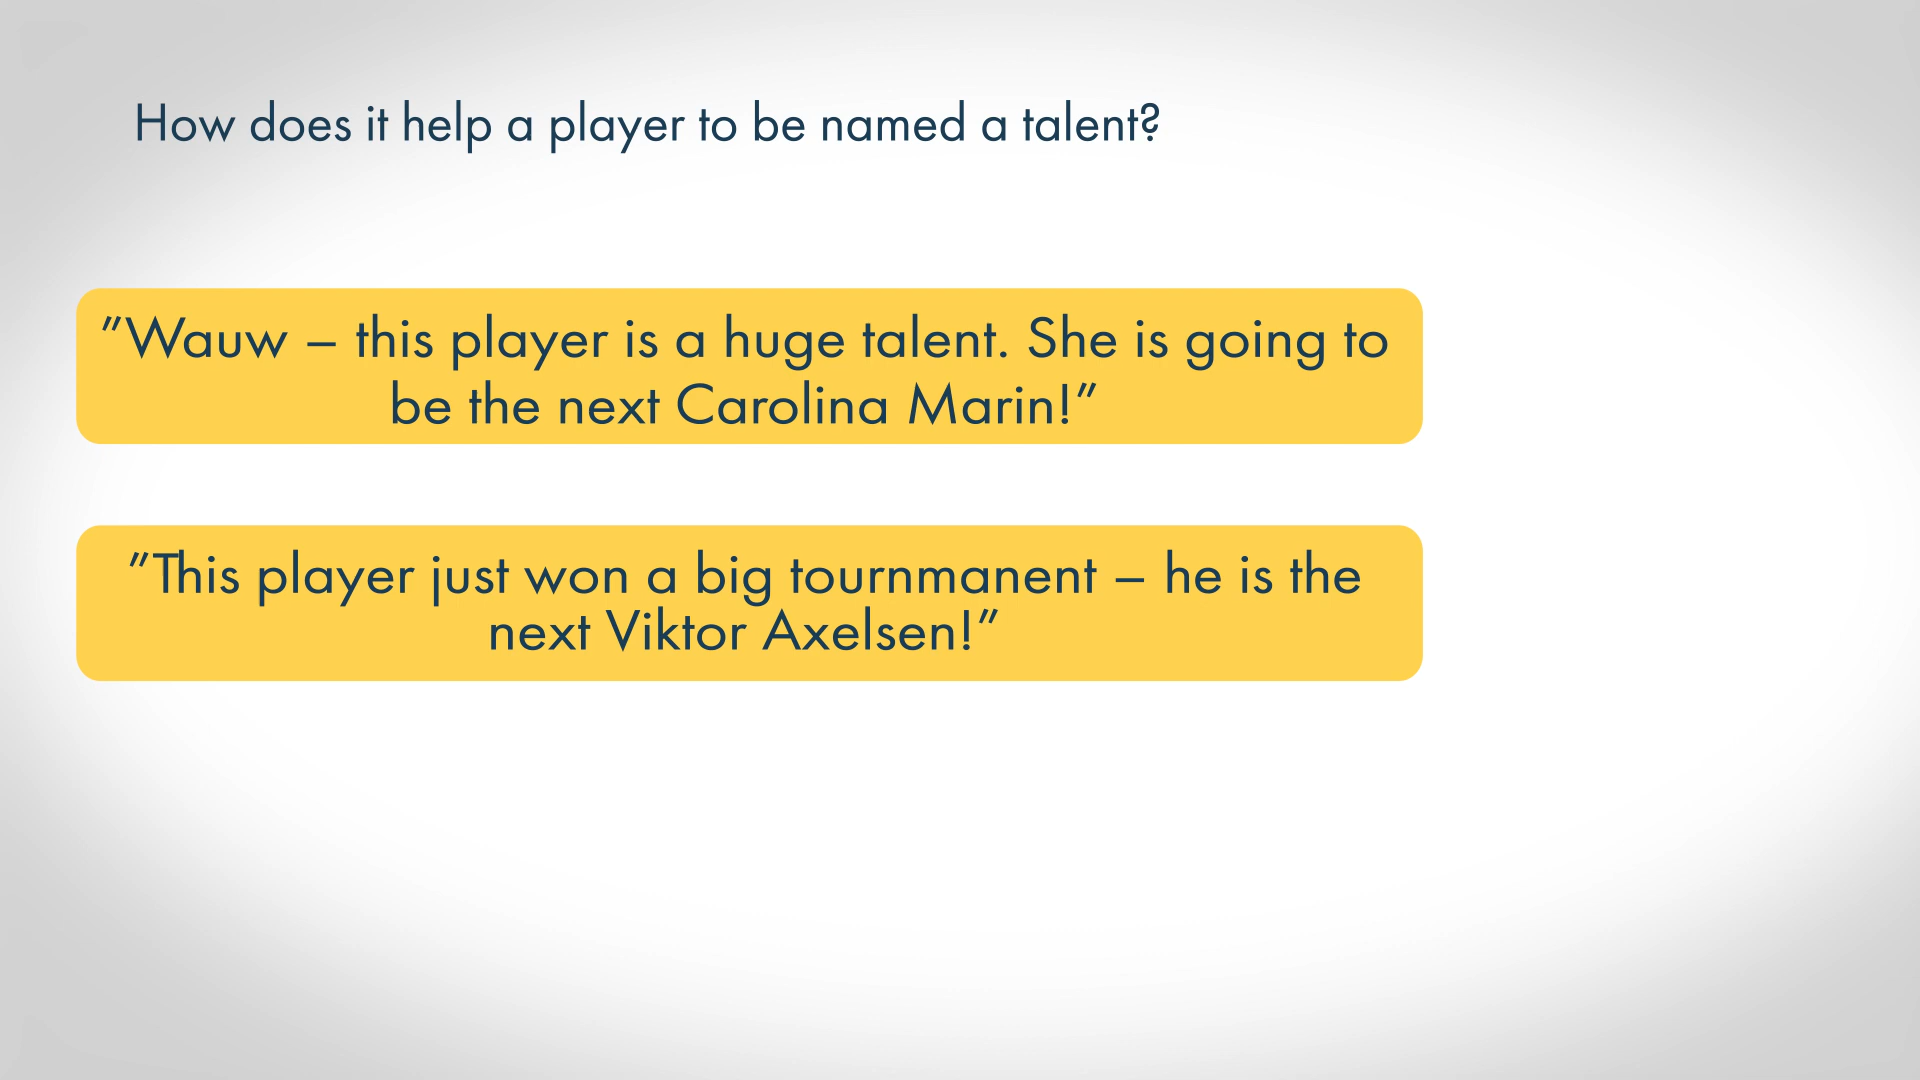 How does it help a player to be named a talent?
”Wauw – this player is a huge talent. She is going to
be the next Carolina Marin!”
”This player just won a big tournmanent – he is the
next Viktor Axelsen!”